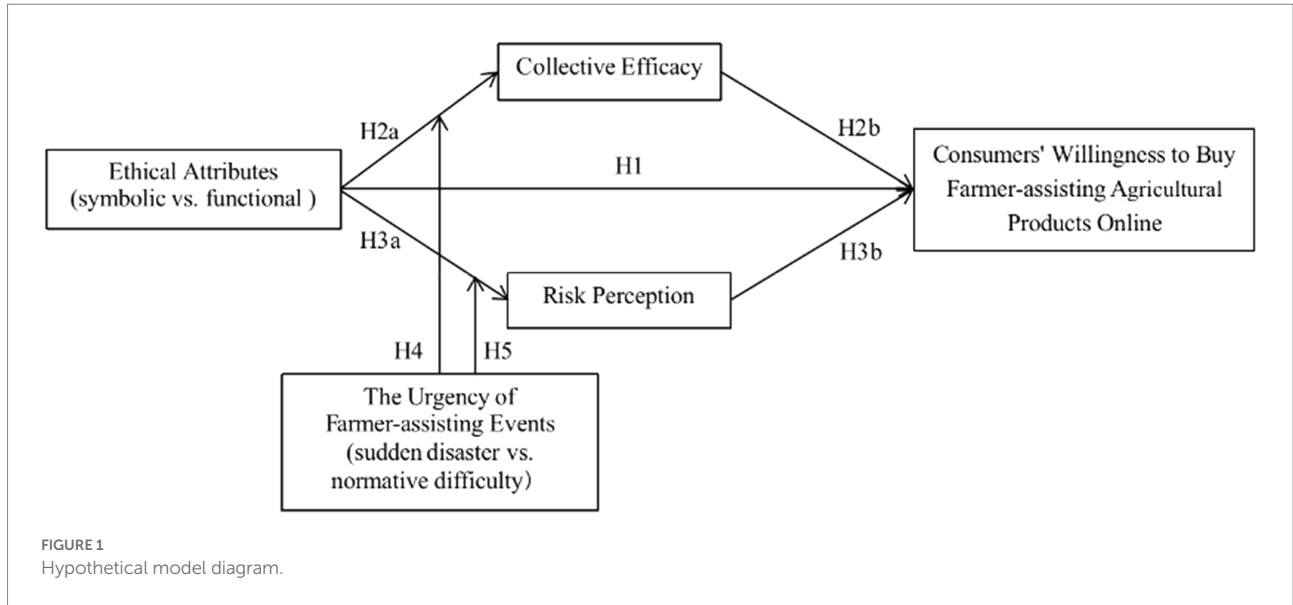 Collective Efficacy
H2a
H2b
Ethical Attributes
(symbolic vs. functional )
H1
Consumers' Willingness to Buy
Farmer-assisting Agricultural
Products Online
H3a
H3b
Risk Perception
H4
H5
The Urgency of
Farmer-assisting Events
(sudden disaster vs.
normative difficulty）
FIGURE 1
Hypothetical model diagram.